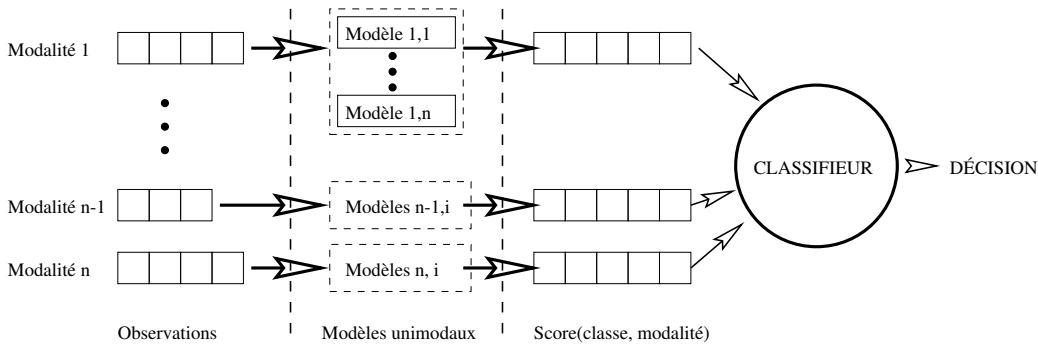 Modalité 1
Modèle 1,1
Modèle 1,n
CLASSIFIEUR
DÉCISION
Modalité n-1
Modèles n-1,i
Modalité n
Modèles n, i
Observations
Modèles unimodaux
Score(classe, modalité)